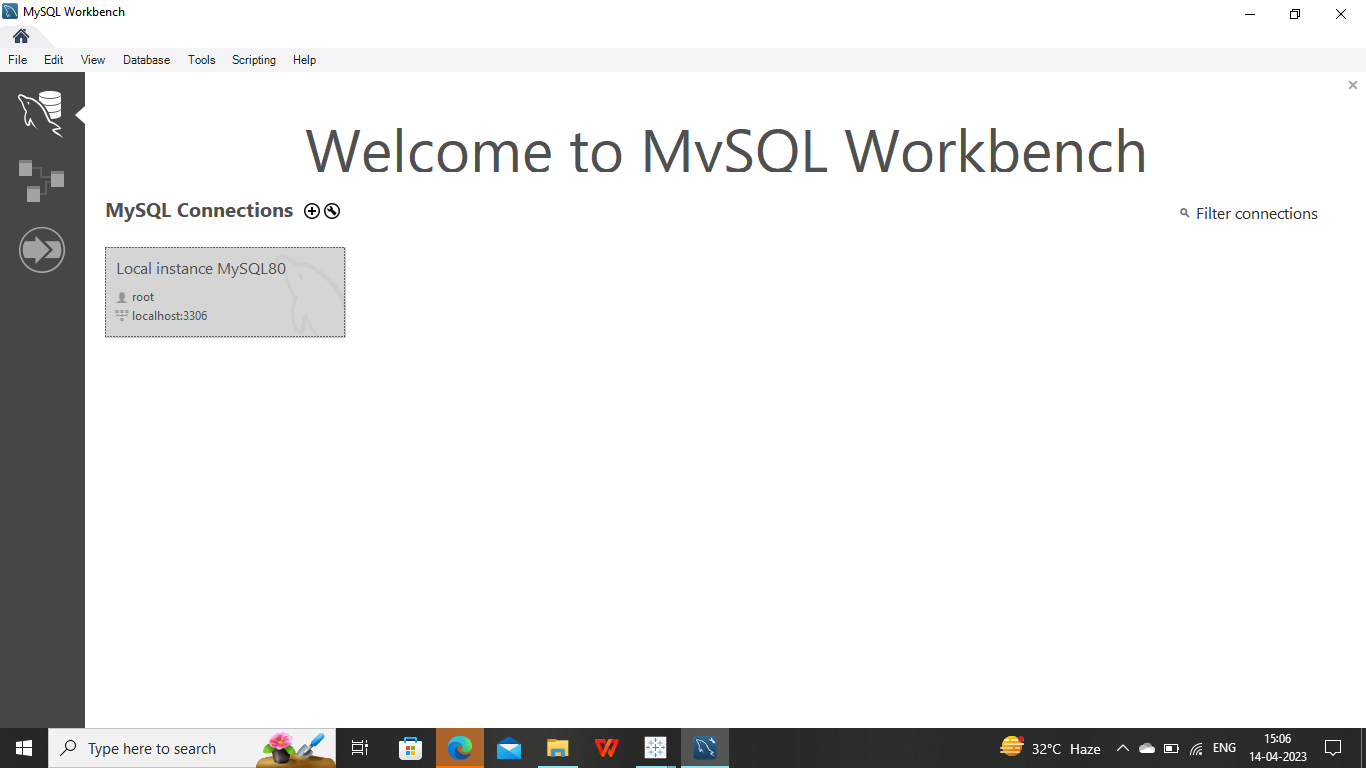 MySQL Workbench
File Edit View Database Tools Scripting Help
Welcome to MySQL Workbench
MySQL Connections
Filter connections
Local instance MySQL80
root
localhost:3306
Type here to search
32°C Haze
ENG
15:06
14-04-2023